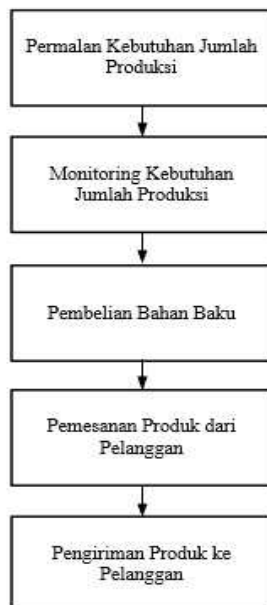 Permalan Kebutuhan Jumlah
Produksi
Monitoring Kebutuhan
Jumlah Produksi
Pembelian Bahan Baku
Pemesanan Produk dari
Pelanggan
Pengiriman Produk ke
Pelanggan